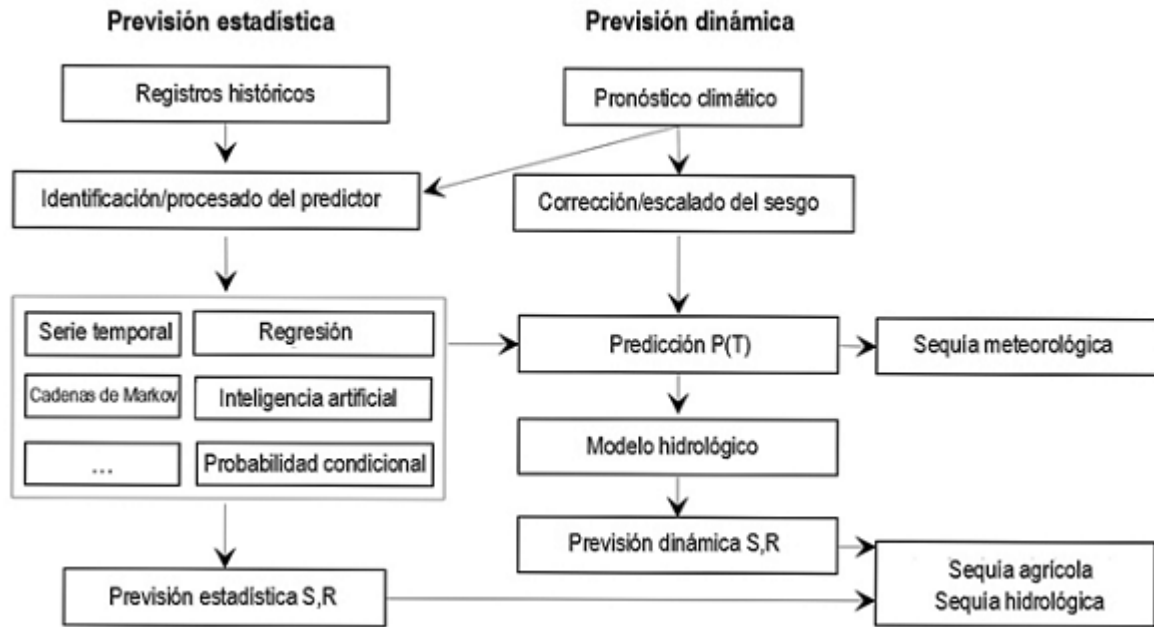 Previsión estadística
Previsión dinámica
Registros históricos
Pronóstico climático
Identificación/procesado del predictor
Corrección/escalado del sesgo
Serie temporal
Regresión
Predicción P(T)
Sequía meteorológica
Cadenas de Markov
Inteligencia artificial
Modelo hidrológico
...
Probabilidad condicional
Previsión dinámica S,R
Sequía agrícola
Sequía hidrológica
Previsión estadística S,R